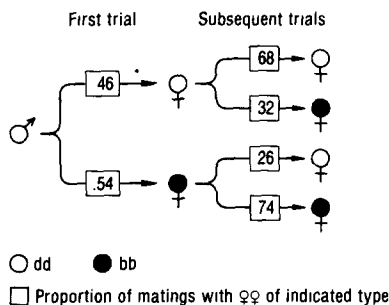 First trial Subsequent trials
68
46
♂ ♀ ♀
32
♀
26
.54
♀ ♀
74
♀
○ dd ● bb
□ Proportion of matings with ♀♀ of indicated type